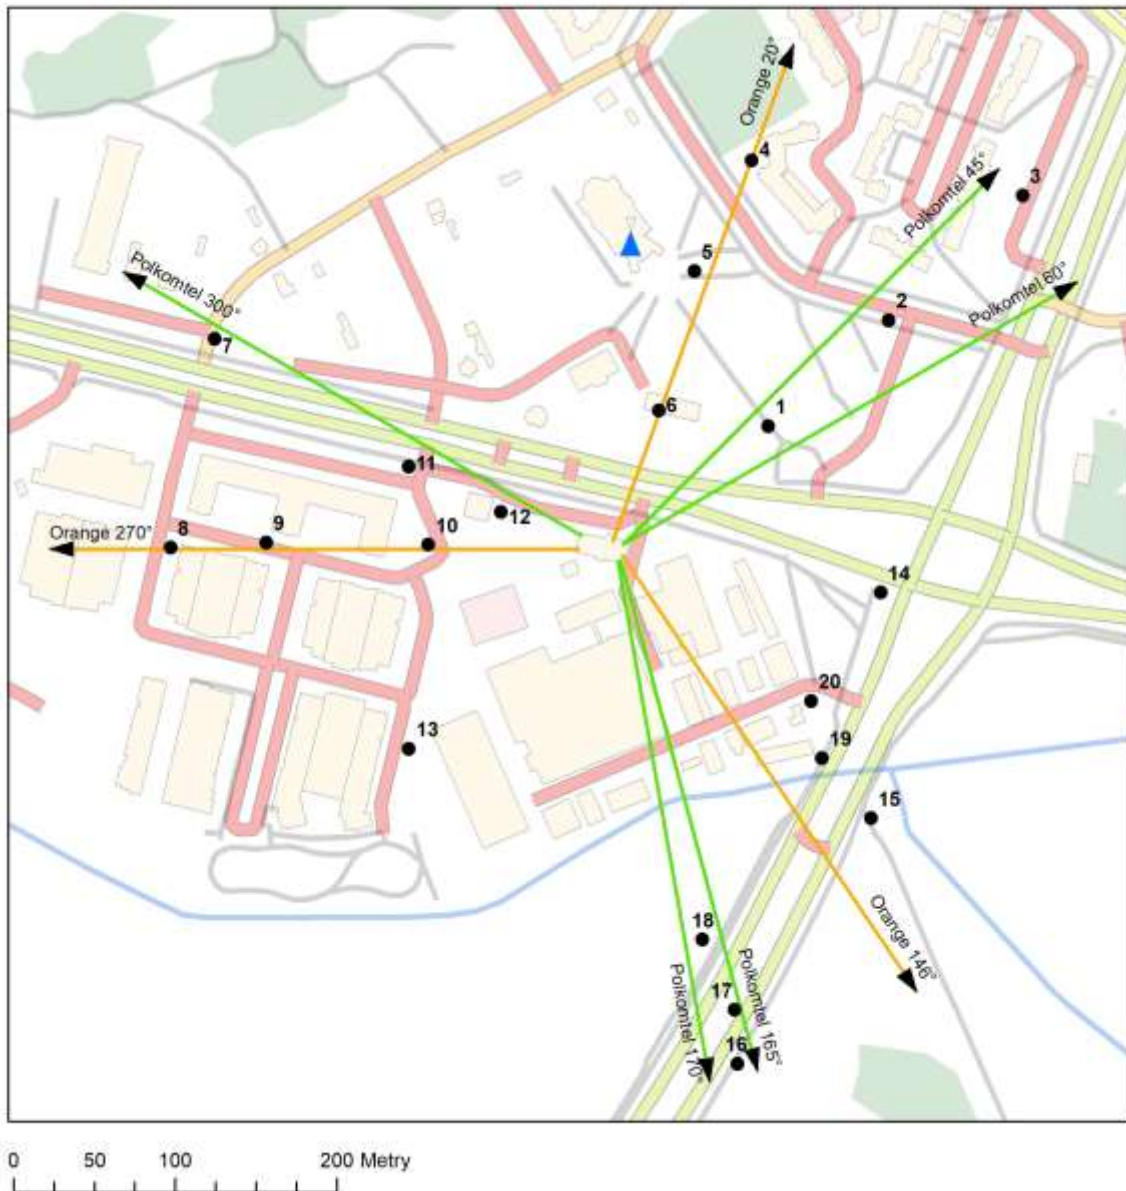 Orange 20°
4
Polkomtel 45°
3
5
Polkomtel 300°
Polkomtel 60°
2
7
6
1
11
12
Orange 270°
8
9
10
14
20
13
19
15
18
Orange 146°
17
Polkomtel 170°
Polkomtel 165°
16
0 50 100 200 Metry